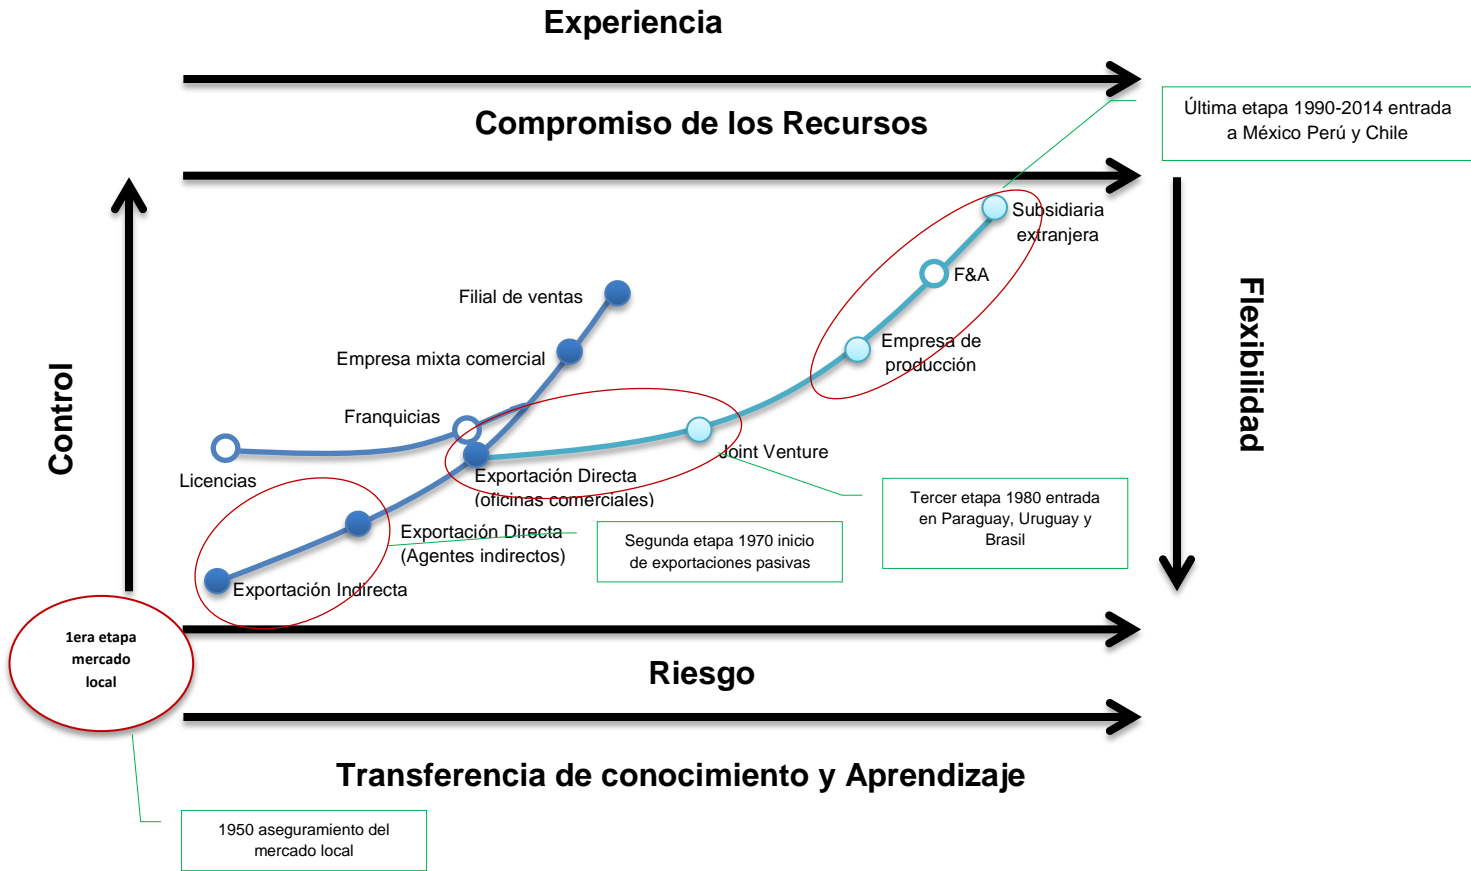 Experiencia
Compromiso de los Recursos
Última etapa 1990-2014 entrada
a México Perú y Chile
Subsidiaria
extranjera
F&A
Filial de ventas
Empresa de
producción
Empresa mixta comercial
Flexibilidad
Control
Franquicias
Joint Venture
Licencias
Exportación Directa
(oficinas comerciales)
Tercer etapa 1980 entrada
en Paraguay, Uruguay y
Brasil
Exportación Directa
(Agentes indirectos)
Segunda etapa 1970 inicio
de exportaciones pasivas
Exportación Indirecta
1era etapa
mercado
local
Riesgo
Transferencia de conocimiento y Aprendizaje
1950 aseguramiento del
mercado local